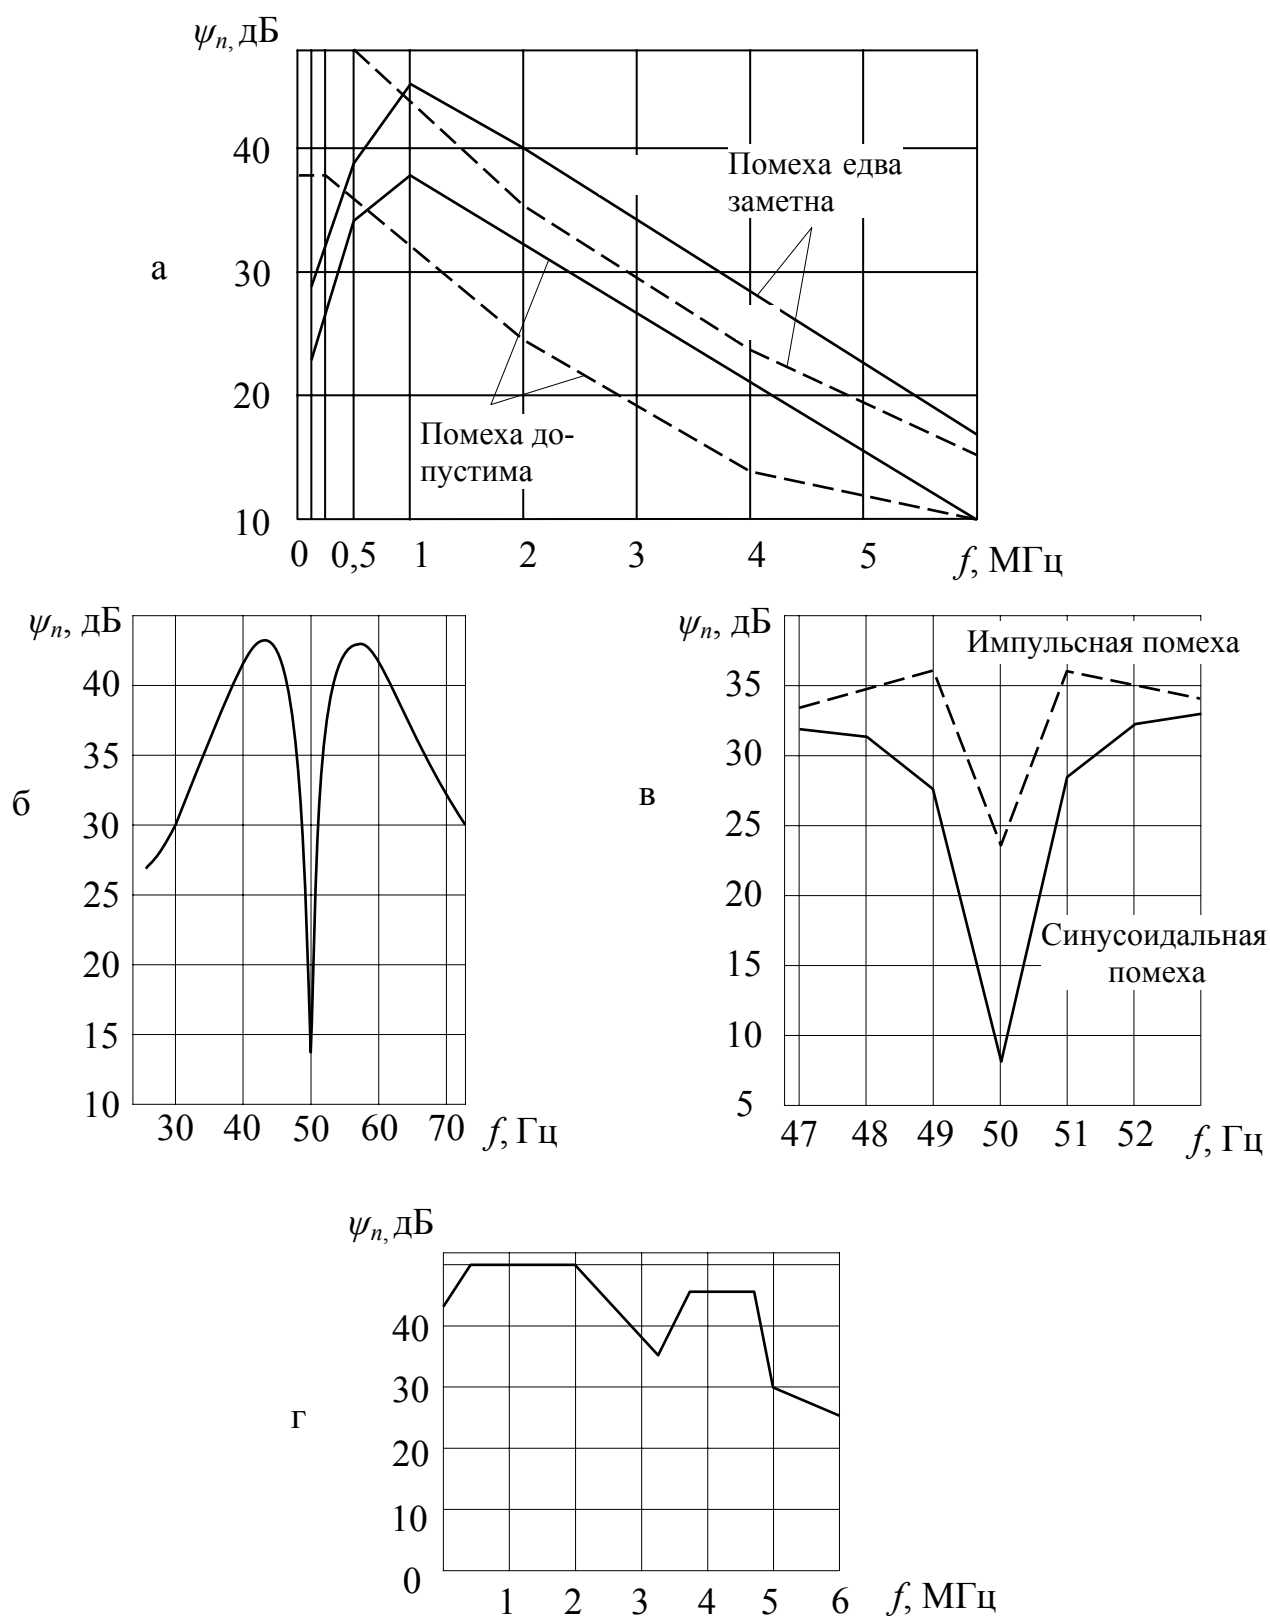 ψп, дБ
40
30
20
10
Помеха едва
заметна
а
Помеха до-
пустима
0 0,5 1 2 3 4 5 f, МГц
ψп, дБ
40
35
30
25
20
15
10
б
30 40 50 60 70 f, Гц
ψп, дБ
Импульсная помеха
35
30
25
20
15
10
5
в
Синусоидальная
помеха
47 48 49 50 51 52 f, Гц
ψп, дБ
40
30
20
10
0
г
1 2 3 4 5 6 f, МГц